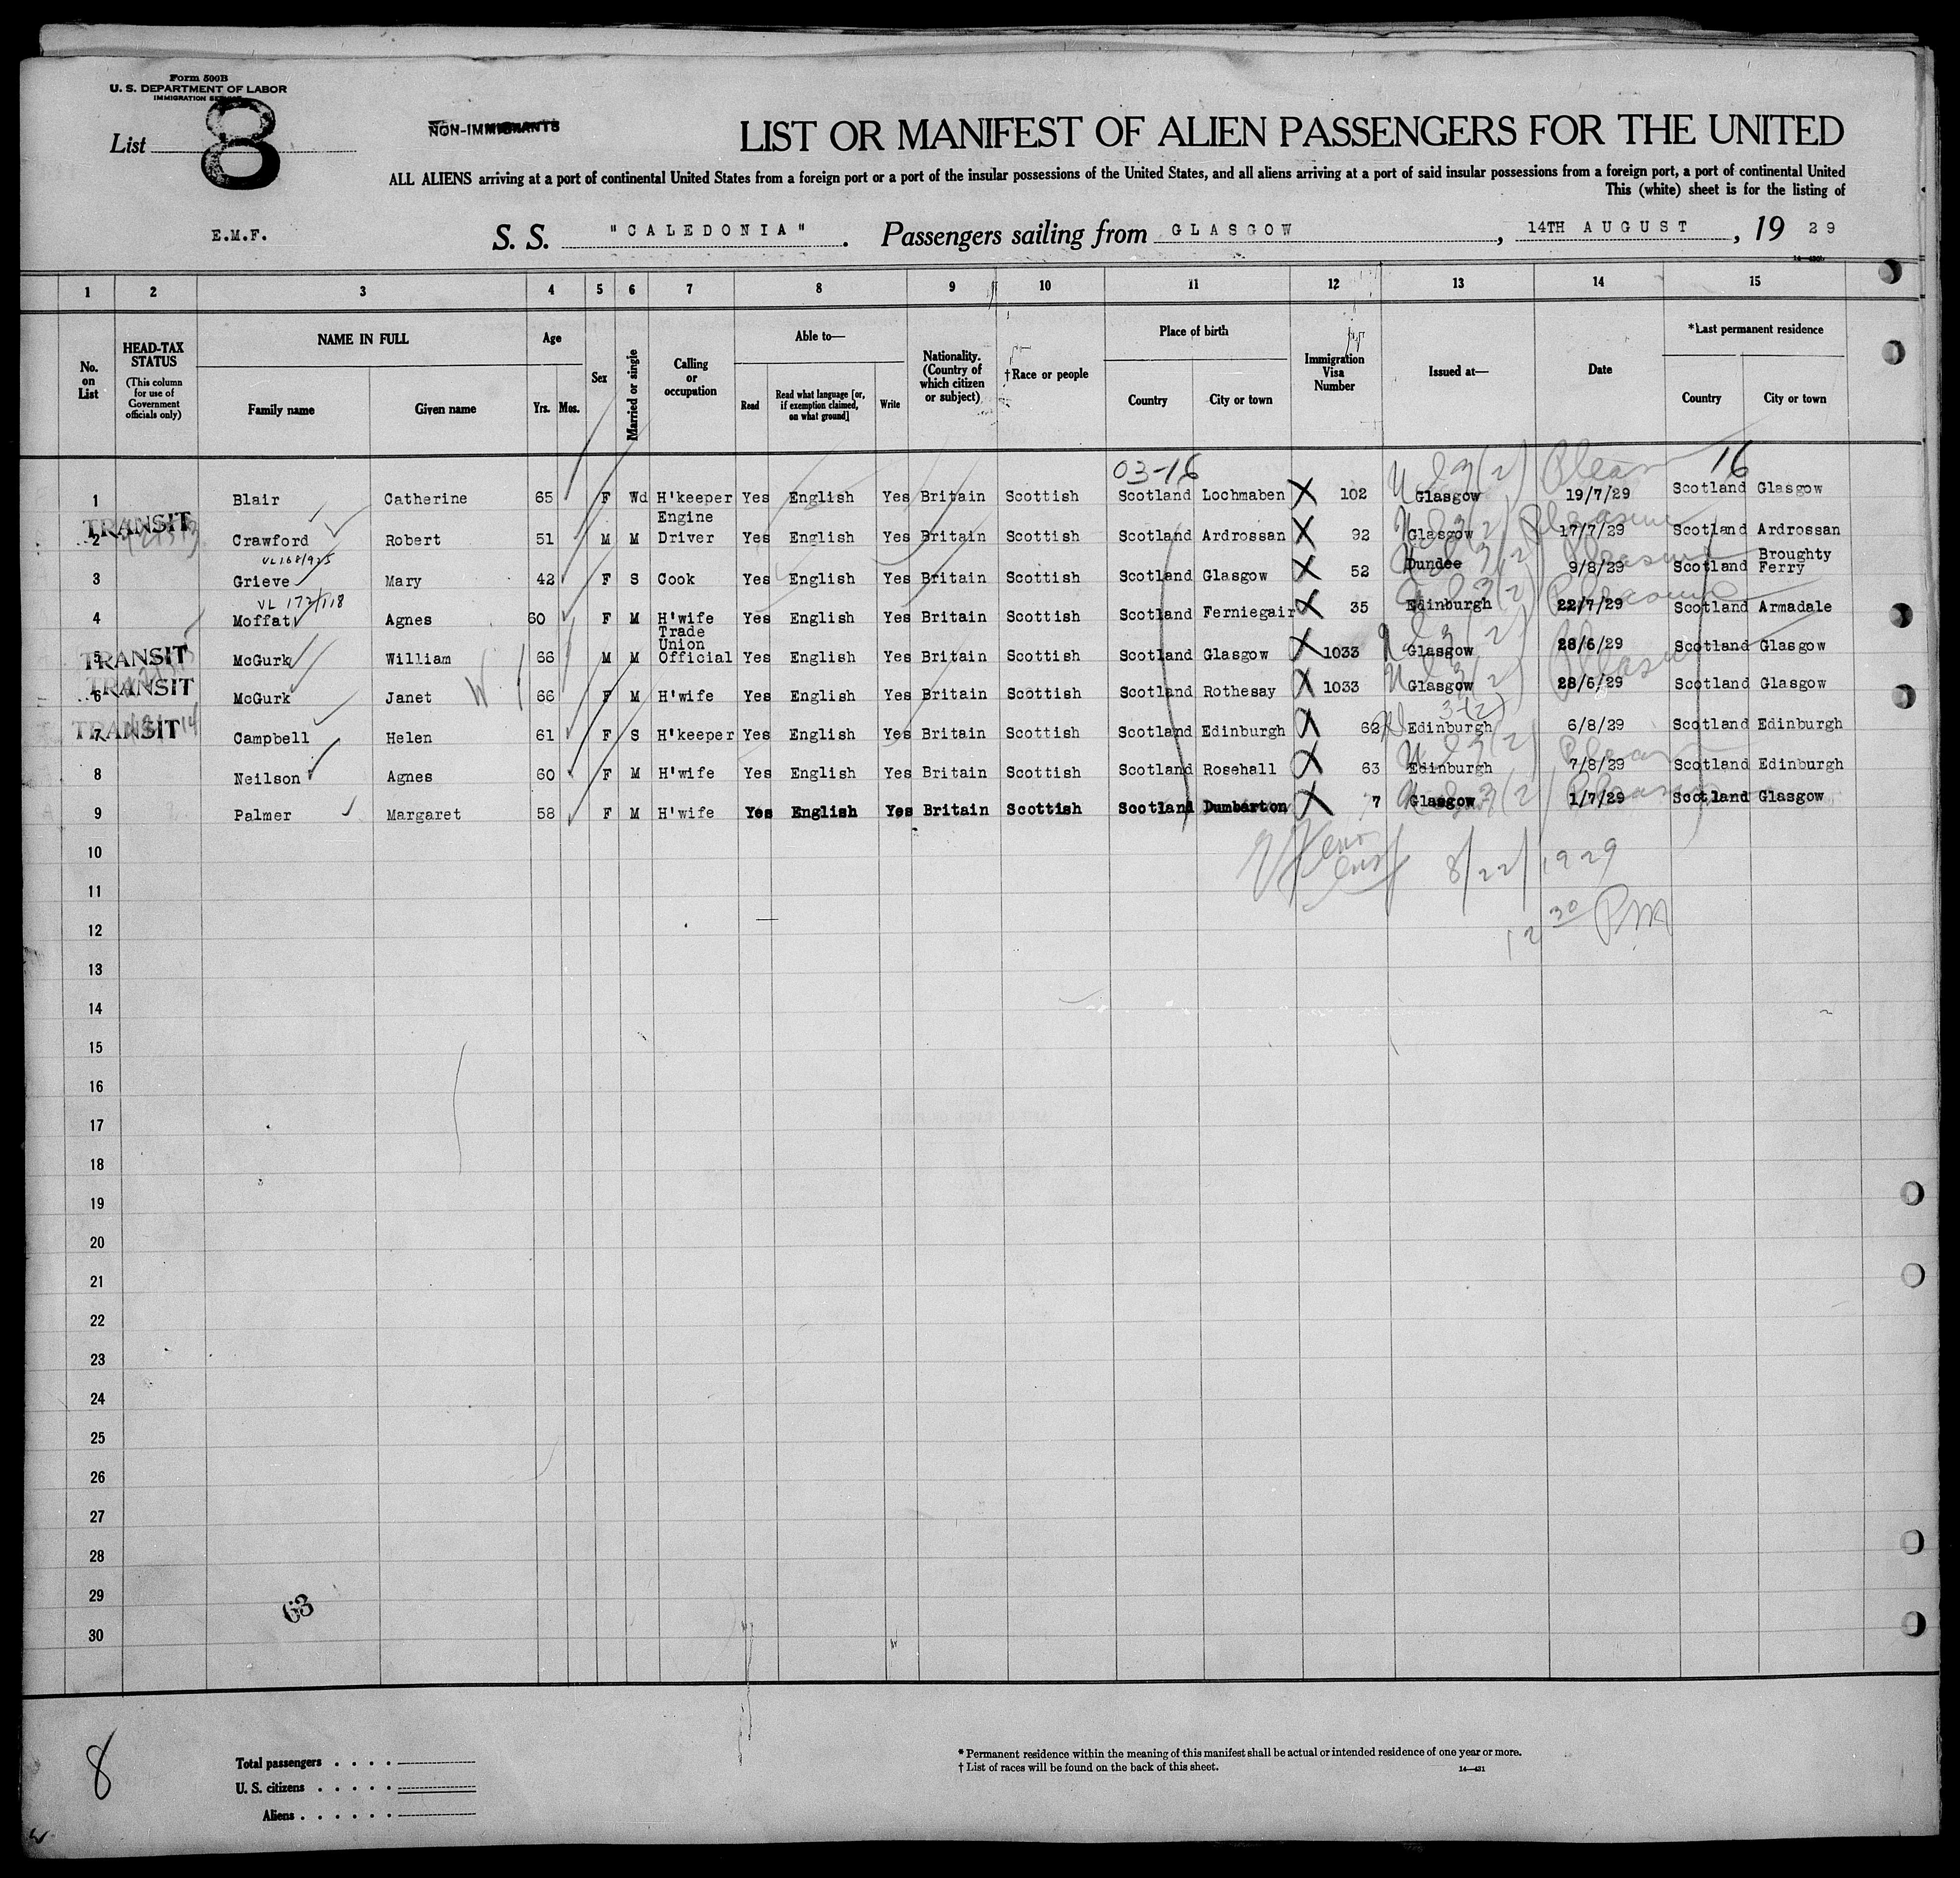 Form 500B
U. S. DEPARTMENT OF LABOR
IMMIGRATION SERVICE
List 8
NON-IMMIGRANTS
LIST OR MANIFEST OF ALIEN PASSENGERS FOR THE UNITED
ALL ALIENS arriving at a port of continental United States from a foreign port or a port of the insular possessions of the United States, and all aliens arriving at a port of said insular possessions from a foreign port, a port of continental United
This (white) sheet is for the listing of
E.M.F. S. S. "CALEDONIA". Passengers sailing from GLASGOW, 14TH AUGUST, 19 29
1 2 3 4 5 6 7 8 9 10 11 12 13 14 15
No. on List
HEAD-TAX STATUS
(This column for use of Government officials only)
NAME IN FULL
Family name Given name
Age
Yrs. Mos.
Sex
Married or single
Calling or occupation
Able to—
Read
Read what language [or, if exemption claimed, on what ground]
Write
Nationality. (Country of which citizen or subject)
†Race or people
Place of birth
Country City or town
Immigration Visa Number
Issued at—
Date
*Last permanent residence
Country City or town
03-16 16
1 Blair Catherine 65 F Wd H'keeper Yes English Yes Britain Scottish Scotland Lochmaben X 102 Glasgow 19/7/29 Scotland Glasgow
TRANSIT
2 Crawford Robert 51 M M Engine Driver Yes English Yes Britain Scottish Scotland Ardrossan X 92 Glasgow 17/7/29 Pleasure Scotland Ardrossan
VL168/925
3 Grieve Mary 42 F S Cook Yes English Yes Britain Scottish Scotland Glasgow X 52 Dundee 9/8/29 Pleasure Scotland Broughty Ferry
VL 172/118
4 Moffat Agnes 60 F M H'wife Yes English Yes Britain Scottish Scotland Ferniegair X 35 Edinburgh 22/7/29 Pleasure Scotland Armadale
TRANSIT
5 McGurk William 66 M M Trade Union Official Yes English Yes Britain Scottish Scotland Glasgow X 1033 Glasgow 28/6/29 Scotland Glasgow
TRANSIT
6 McGurk Janet W 66 F M H'wife Yes English Yes Britain Scottish Scotland Rothesay X 1033 Glasgow 28/6/29 Scotland Glasgow
TRANSIT
7 Campbell Helen 61 F S H'keeper Yes English Yes Britain Scottish Scotland Edinburgh X 62 Edinburgh 6/8/29 Scotland Edinburgh
8 Neilson Agnes 60 F M H'wife Yes English Yes Britain Scottish Scotland Rosehall X 63 Edinburgh 7/8/29 Scotland Edinburgh
9 Palmer Margaret 58 F M H'wife Yes English Yes Britain Scottish Scotland Dumbarton X 7 Glasgow 1/7/29 Scotland Glasgow
10
8/22/1929
11
12
12 30 PM
13
14
15
16
17
18
19
20
21
22
23
24
25
26
27
28
29
63
30
8
Total passengers . . . .
U. S. citizens . . . . .
Aliens . . . . . .
* Permanent residence within the meaning of this manifest shall be actual or intended residence of one year or more.
† List of races will be found on the back of this sheet.
14—431